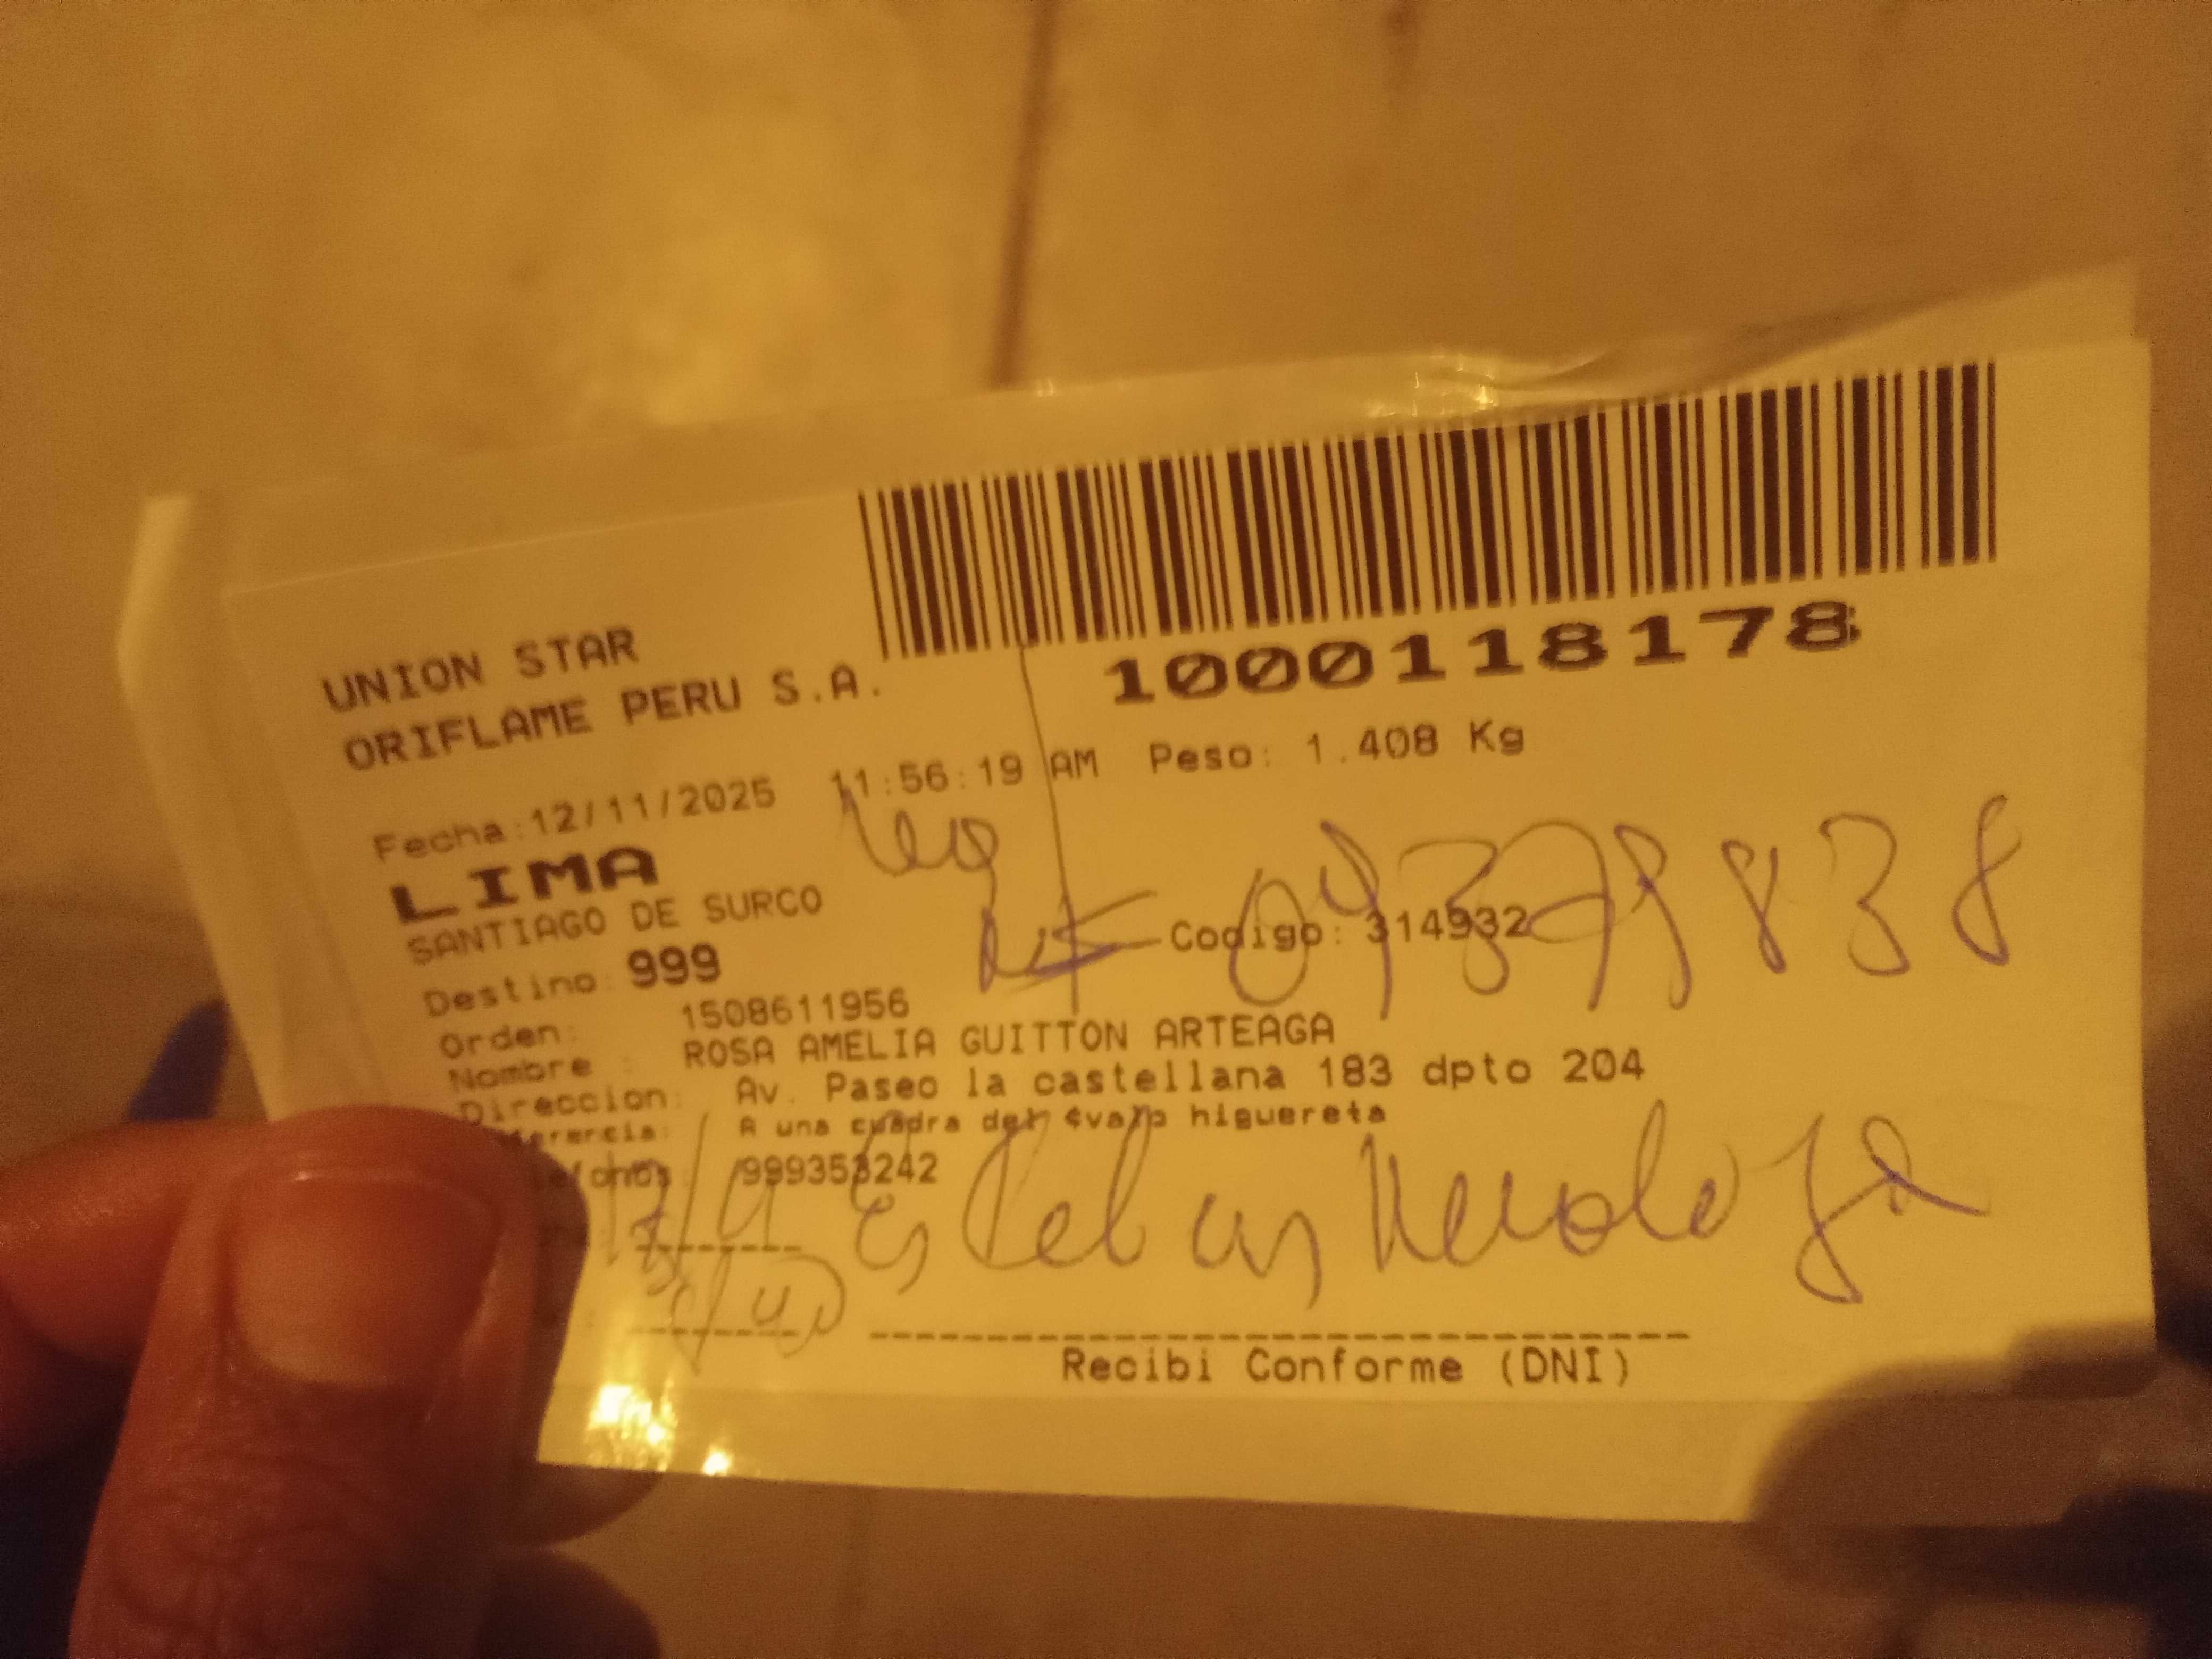 UNION STAR
ORIFLAME PERU S.A.
1000118178
Fecha:12/11/2025 11:56:19 AM Peso: 1.408 Kg
LIMA
SANTIAGO DE SURCO
Destino: 999 Codigo: 314932
Orden: 1508611956
Nombre : ROSA AMELIA GUITTON ARTEAGA
Direccion: Av. Paseo la castellana 183 dpto 204
A una cuadra del ovalo higuereta
999353242
Esteban Mendoza
Recibi Conforme (DNI)